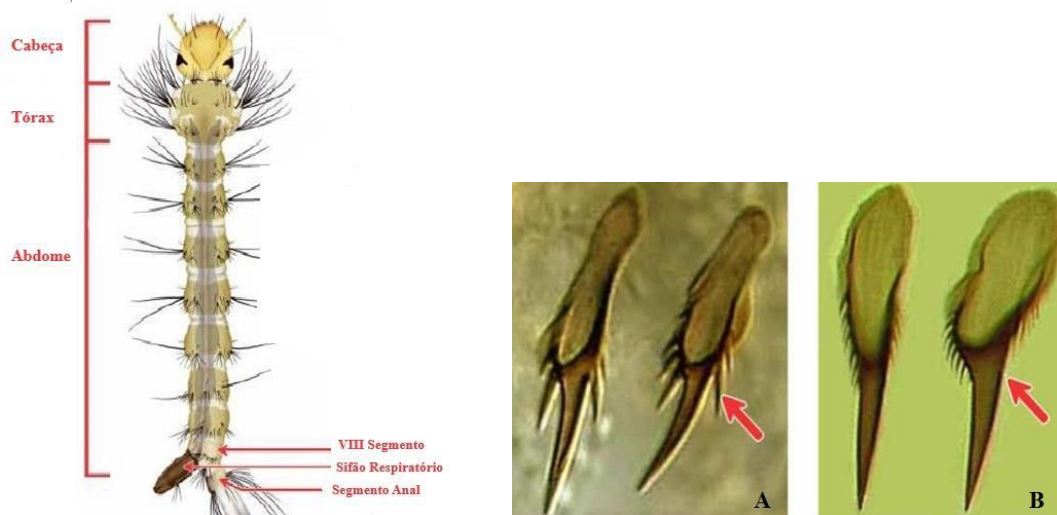 Cabeça
Tórax
Abdome
VIII Segmento
Sifão Respiratório
Segmento Anal
A
B